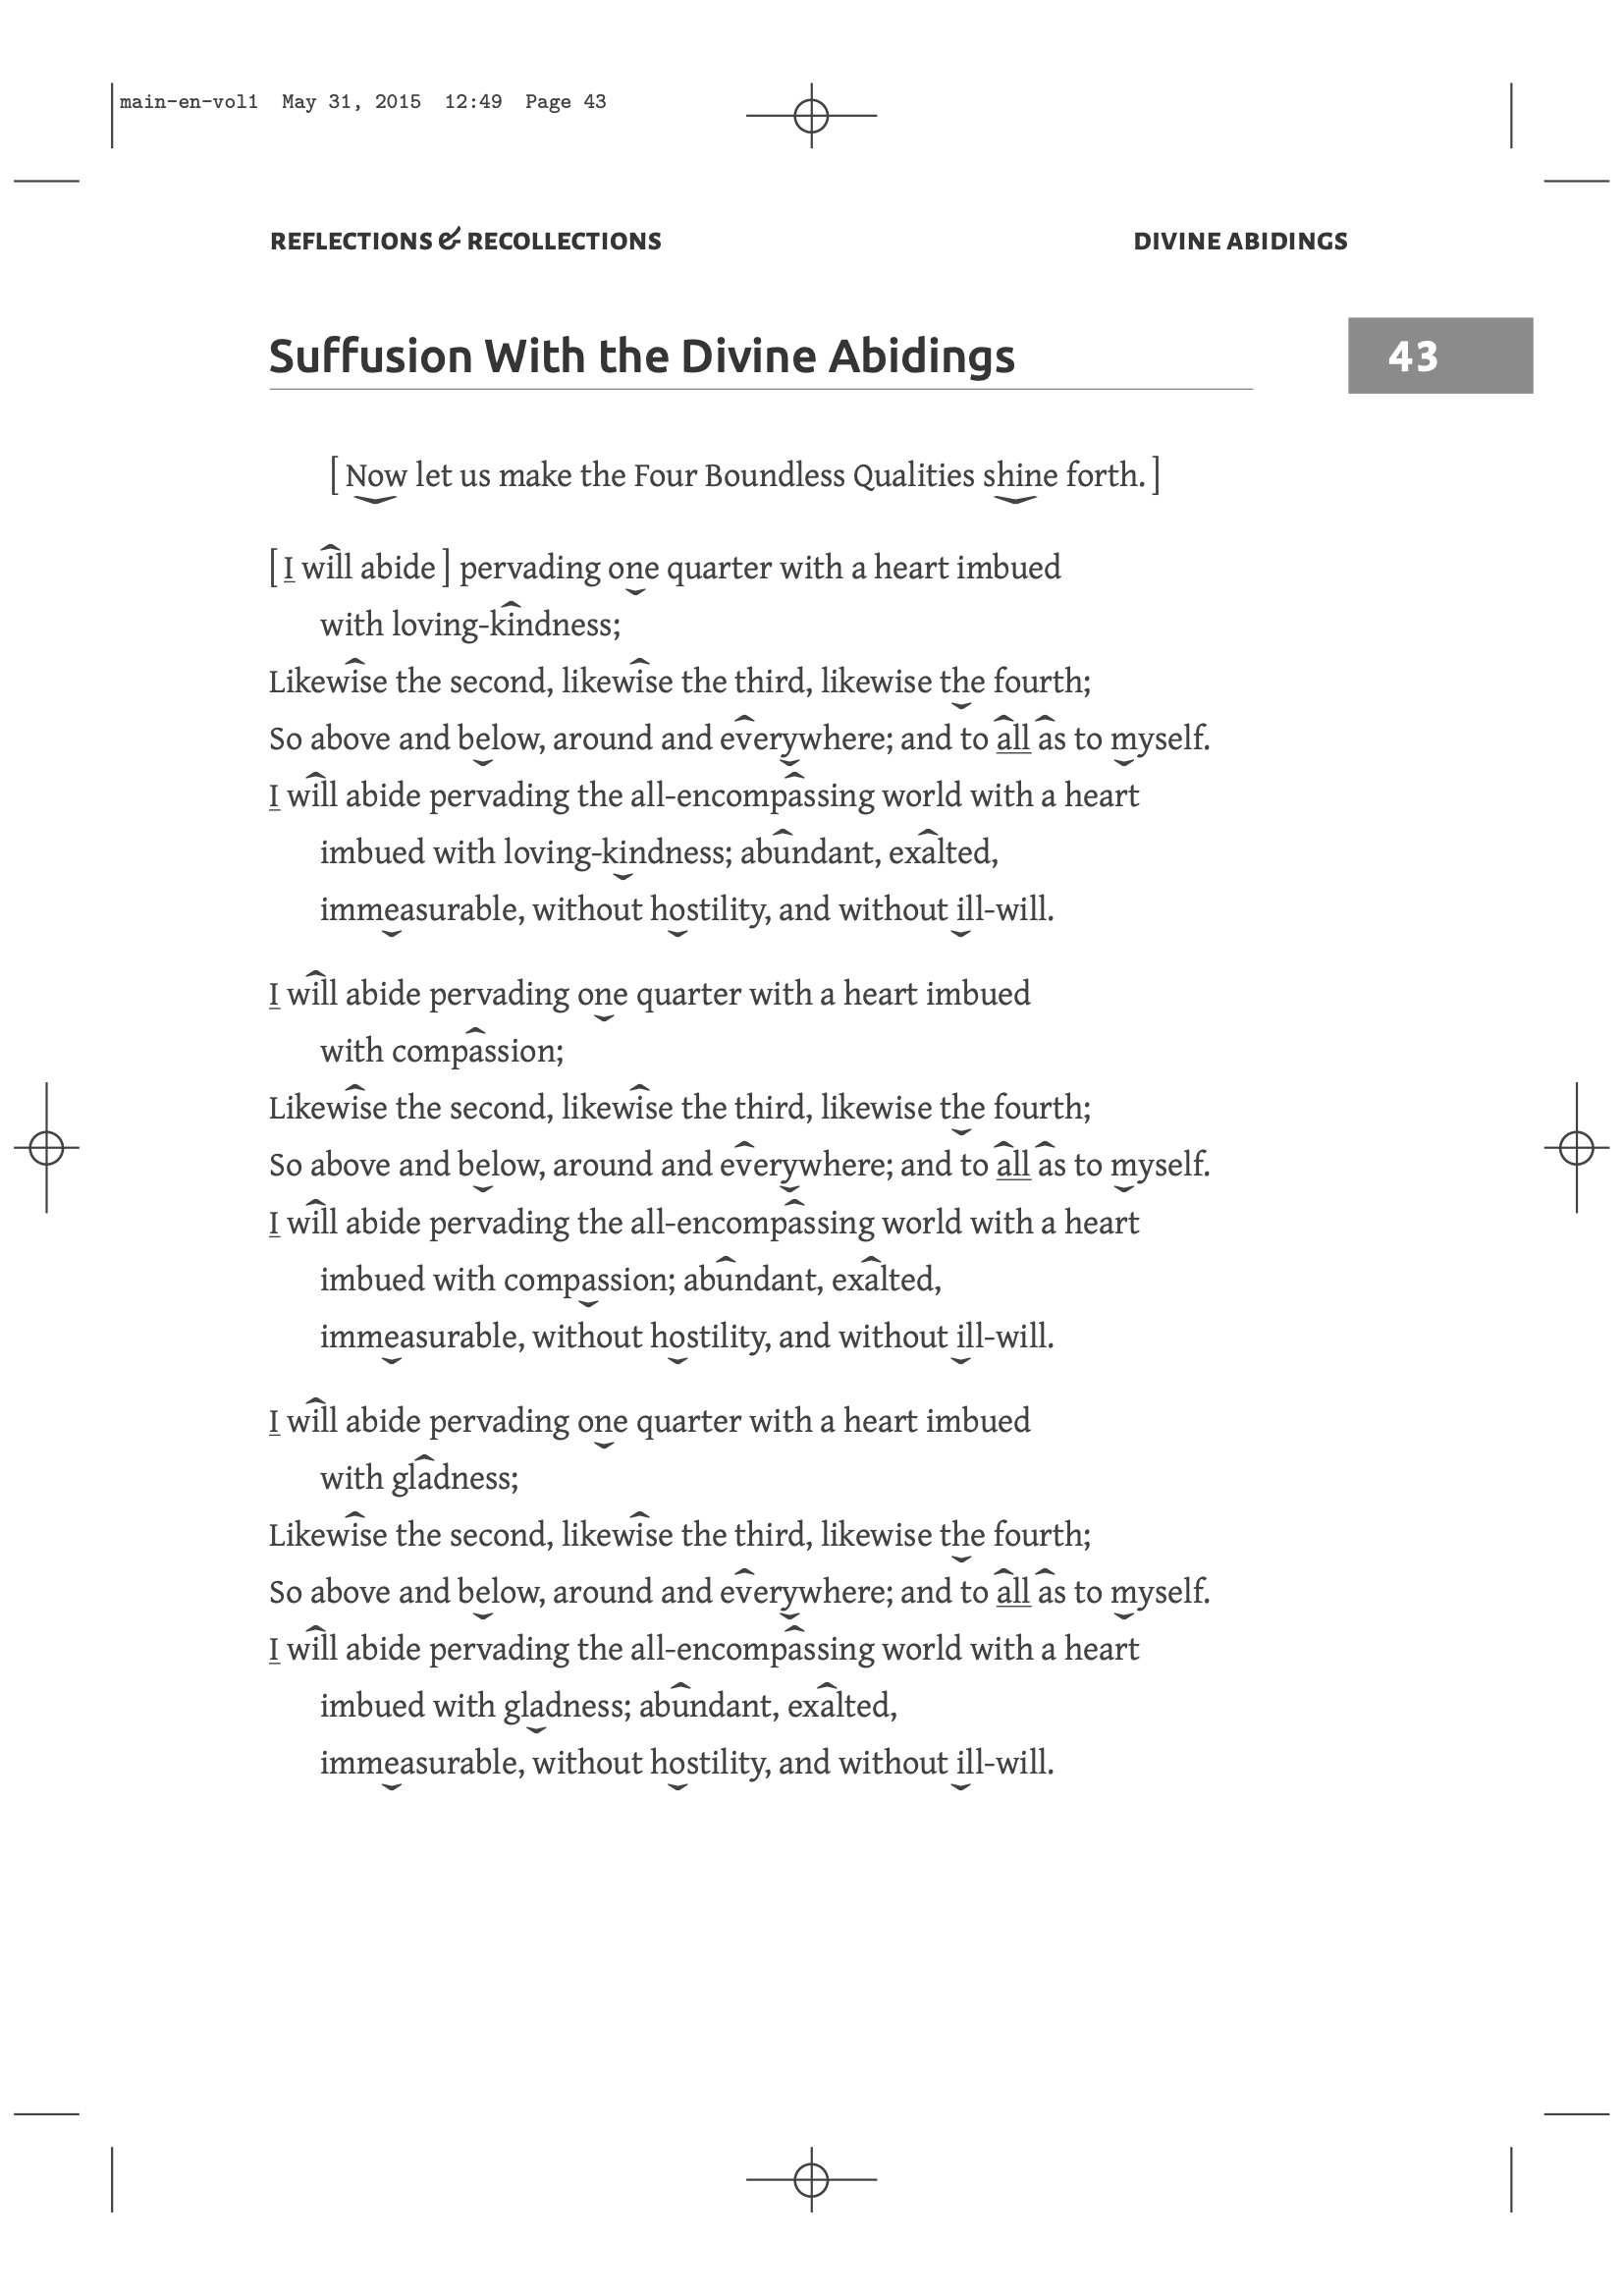 main-en-vol1 May 31, 2015 12:49 Page 43
REFLECTIONS & RECOLLECTIONS DIVINE ABIDINGS
Suffusion With the Divine Abidings 43
[ Now let us make the Four Boundless Qualities shine forth. ]
[ I will abide ] pervading one quarter with a heart imbued
with loving-kindness;
Likewise the second, likewise the third, likewise the fourth;
So above and below, around and everywhere; and to all as to myself.
I will abide pervading the all-encompassing world with a heart
imbued with loving-kindness; abundant, exalted,
immeasurable, without hostility, and without ill-will.
I will abide pervading one quarter with a heart imbued
with compassion;
Likewise the second, likewise the third, likewise the fourth;
So above and below, around and everywhere; and to all as to myself.
I will abide pervading the all-encompassing world with a heart
imbued with compassion; abundant, exalted,
immeasurable, without hostility, and without ill-will.
I will abide pervading one quarter with a heart imbued
with gladness;
Likewise the second, likewise the third, likewise the fourth;
So above and below, around and everywhere; and to all as to myself.
I will abide pervading the all-encompassing world with a heart
imbued with gladness; abundant, exalted,
immeasurable, without hostility, and without ill-will.